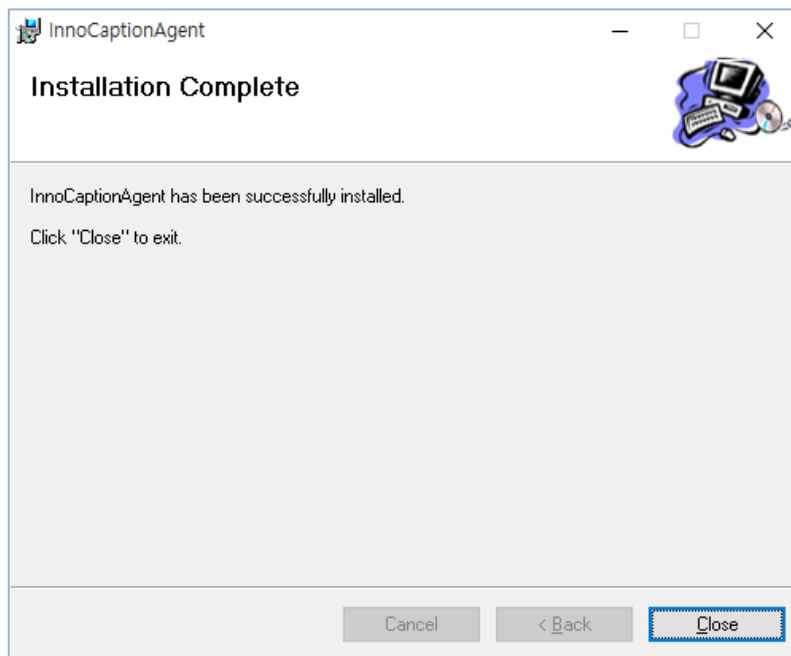 InnoCaptionAgent
Installation Complete
InnoCaptionAgent has been successfully installed.
Click "Close" to exit.
Cancel
< Back
Close